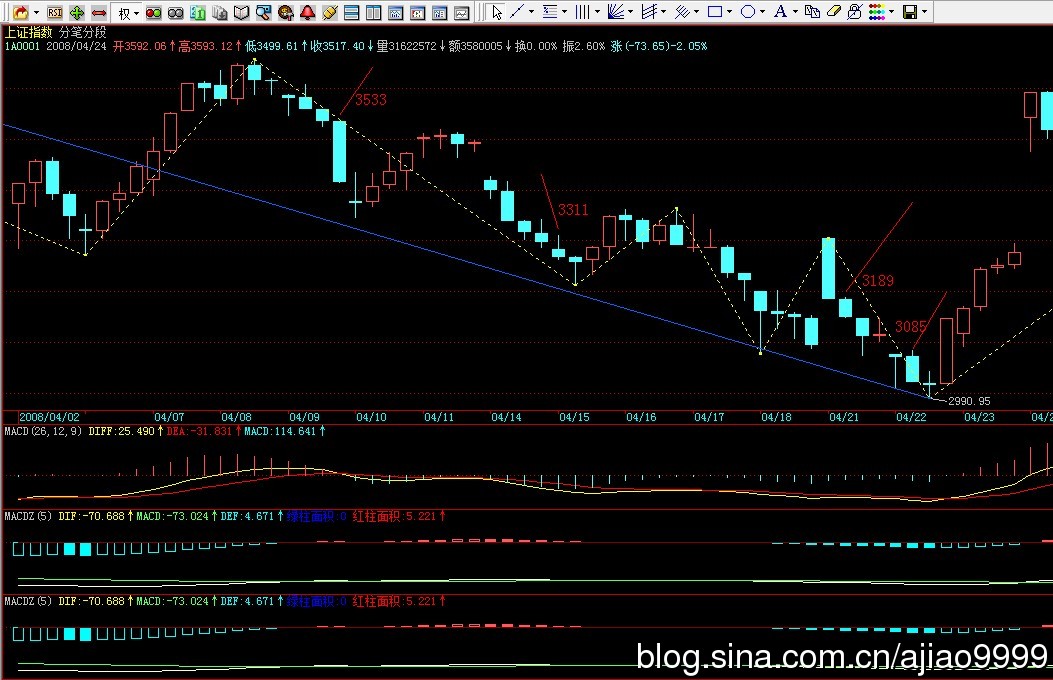 RSI 权
上证指数 分笔分段
1A0001 2008/04/24 开3592.06↑高3593.12↑低3499.61↑收3517.40↓量31622572↓额3580005↓换0.00% 振2.60% 涨(-73.65)-2.05%
3533
3311
3189
3085
2990.95
2008/04/02 04/07 04/08 04/09 04/10 04/11 04/14 04/15 04/16 04/17 04/18 04/21 04/22 04/23 04/2
MACD(26,12,9) DIFF:25.490↑DEA:-31.831↑MACD:114.641↑
MACDZ(5) DIF:-70.688↑MACD:-73.024↑DEF:4.671↑绿柱面积:0 红柱面积:5.221↑
MACDZ(5) DIF:-70.688↑MACD:-73.024↑DEF:4.671↑绿柱面积:0 红柱面积:5.221↑
blog.sina.com.cn/ajiao9999